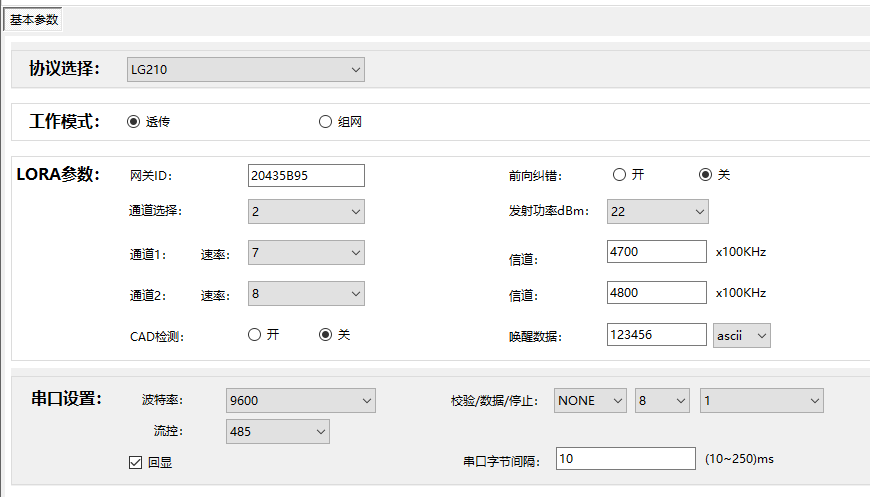 基本参数
协议选择: LG210
工作模式: 透传 组网
LORA参数: 网关ID: 20435B95 前向纠错: 开 关
通道选择: 2 发射功率dBm: 22
通道1: 速率: 7 信道: 4700 x100KHz
通道2: 速率: 8 信道: 4800 x100KHz
CAD检测: 开 关 唤醒数据: 123456 ascii
串口设置: 波特率: 9600 校验/数据/停止: NONE 8 1
流控: 485
回显 串口字节间隔: 10 (10~250)ms